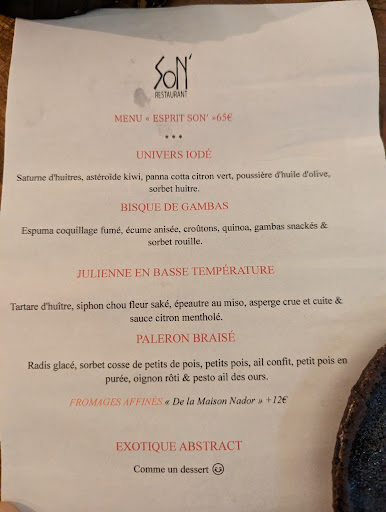 SoN'
RESTAURANT
MENU « ESPRIT SON' »65€
UNIVERS IODÉ
Saturne d'huitres, astéroïde kiwi, panna cotta citron vert, poussière d'huile d'olive,
sorbet huitre.
BISQUE DE GAMBAS
Espuma coquillage fumé, écume anisée, croûtons, quinoa, gambas snackés &
sorbet rouille.
JULIENNE EN BASSE TEMPÉRATURE
Tartare d'huître, siphon chou fleur saké, épeautre au miso, asperge crue et cuite &
sauce citron mentholé.
PALERON BRAISÉ
Radis glacé, sorbet cosse de petits de pois, petits pois, ail confit, petit pois en
purée, oignon rôti & pesto ail des ours.
FROMAGES AFFINÉS « De la Maison Nador » +12€
EXOTIQUE ABSTRACT
Comme un dessert ☺